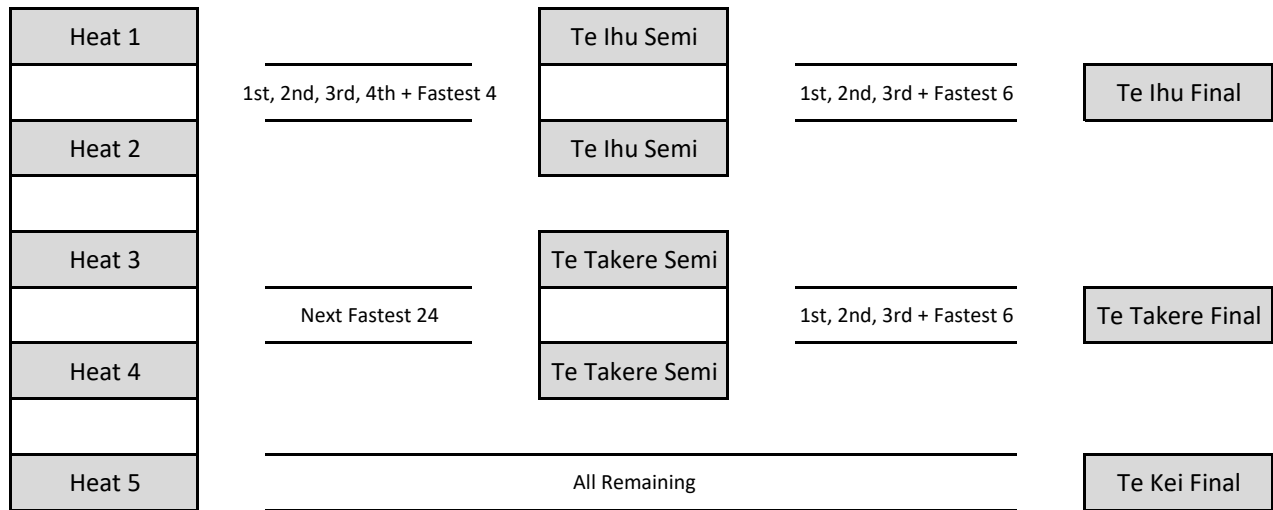 Heat 1
Te Ihu Semi
1st, 2nd, 3rd, 4th + Fastest 4
1st, 2nd, 3rd + Fastest 6
Te Ihu Final
Heat 2
Te Ihu Semi
Heat 3
Te Takere Semi
Next Fastest 24
1st, 2nd, 3rd + Fastest 6
Te Takere Final
Heat 4
Te Takere Semi
Heat 5
All Remaining
Te Kei Final